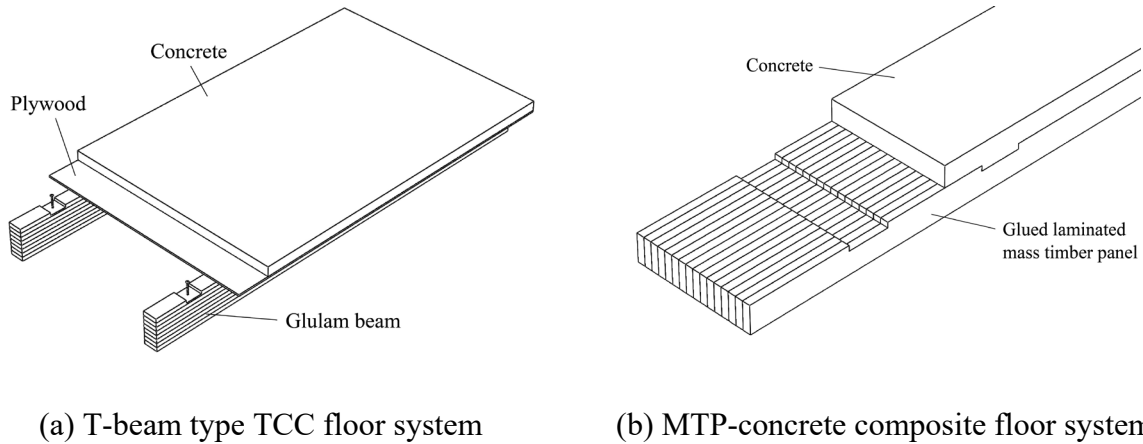 Concrete
Plywood
Glulam beam
Concrete
Glued laminated
mass timber panel
(a) T-beam type TCC floor system
(b) MTP-concrete composite floor system